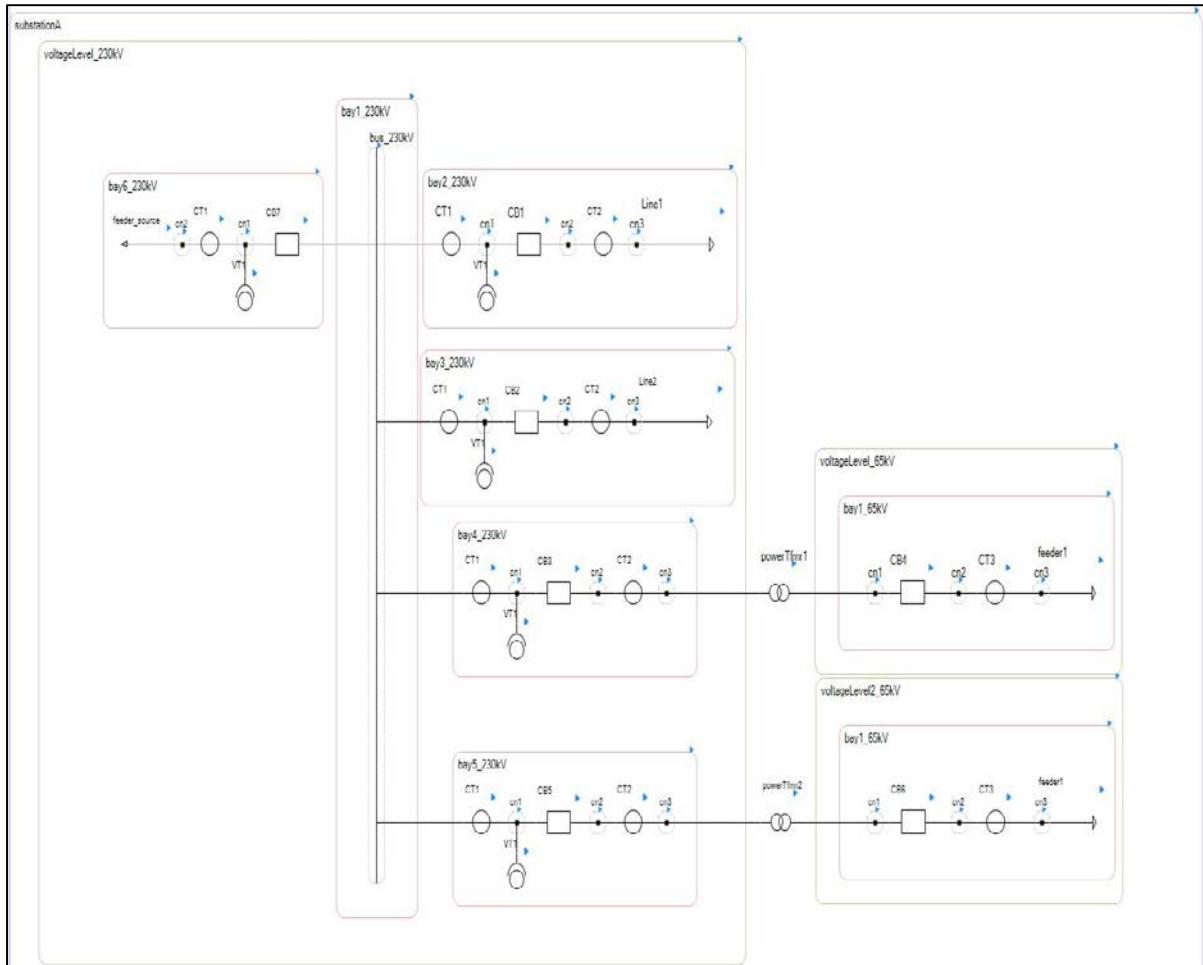 substationA
voltageLevel_230kV
bay1_230kV
bus_230kV
bay6_230kV
feeder_source
cn2
CT1
cn1
CB7
VT1
bay2_230kV
CT1
cn1
CB1
cn2
CT2
Line1
cn3
VT1
bay3_230kV
CT1
cn1
CB2
cn2
CT2
Line2
cn3
VT1
bay4_230kV
CT1
cn1
CB3
cn2
CT2
cn3
VT1
powerTfmr1
voltageLevel_65kV
bay1_65kV
cn1
CB4
cn2
CT3
feeder1
cn3
bay5_230kV
CT1
cn1
CB5
cn2
CT2
cn3
VT1
powerTfmr2
voltageLevel2_65kV
bay1_65kV
cn1
CB6
cn2
CT3
feeder1
cn3